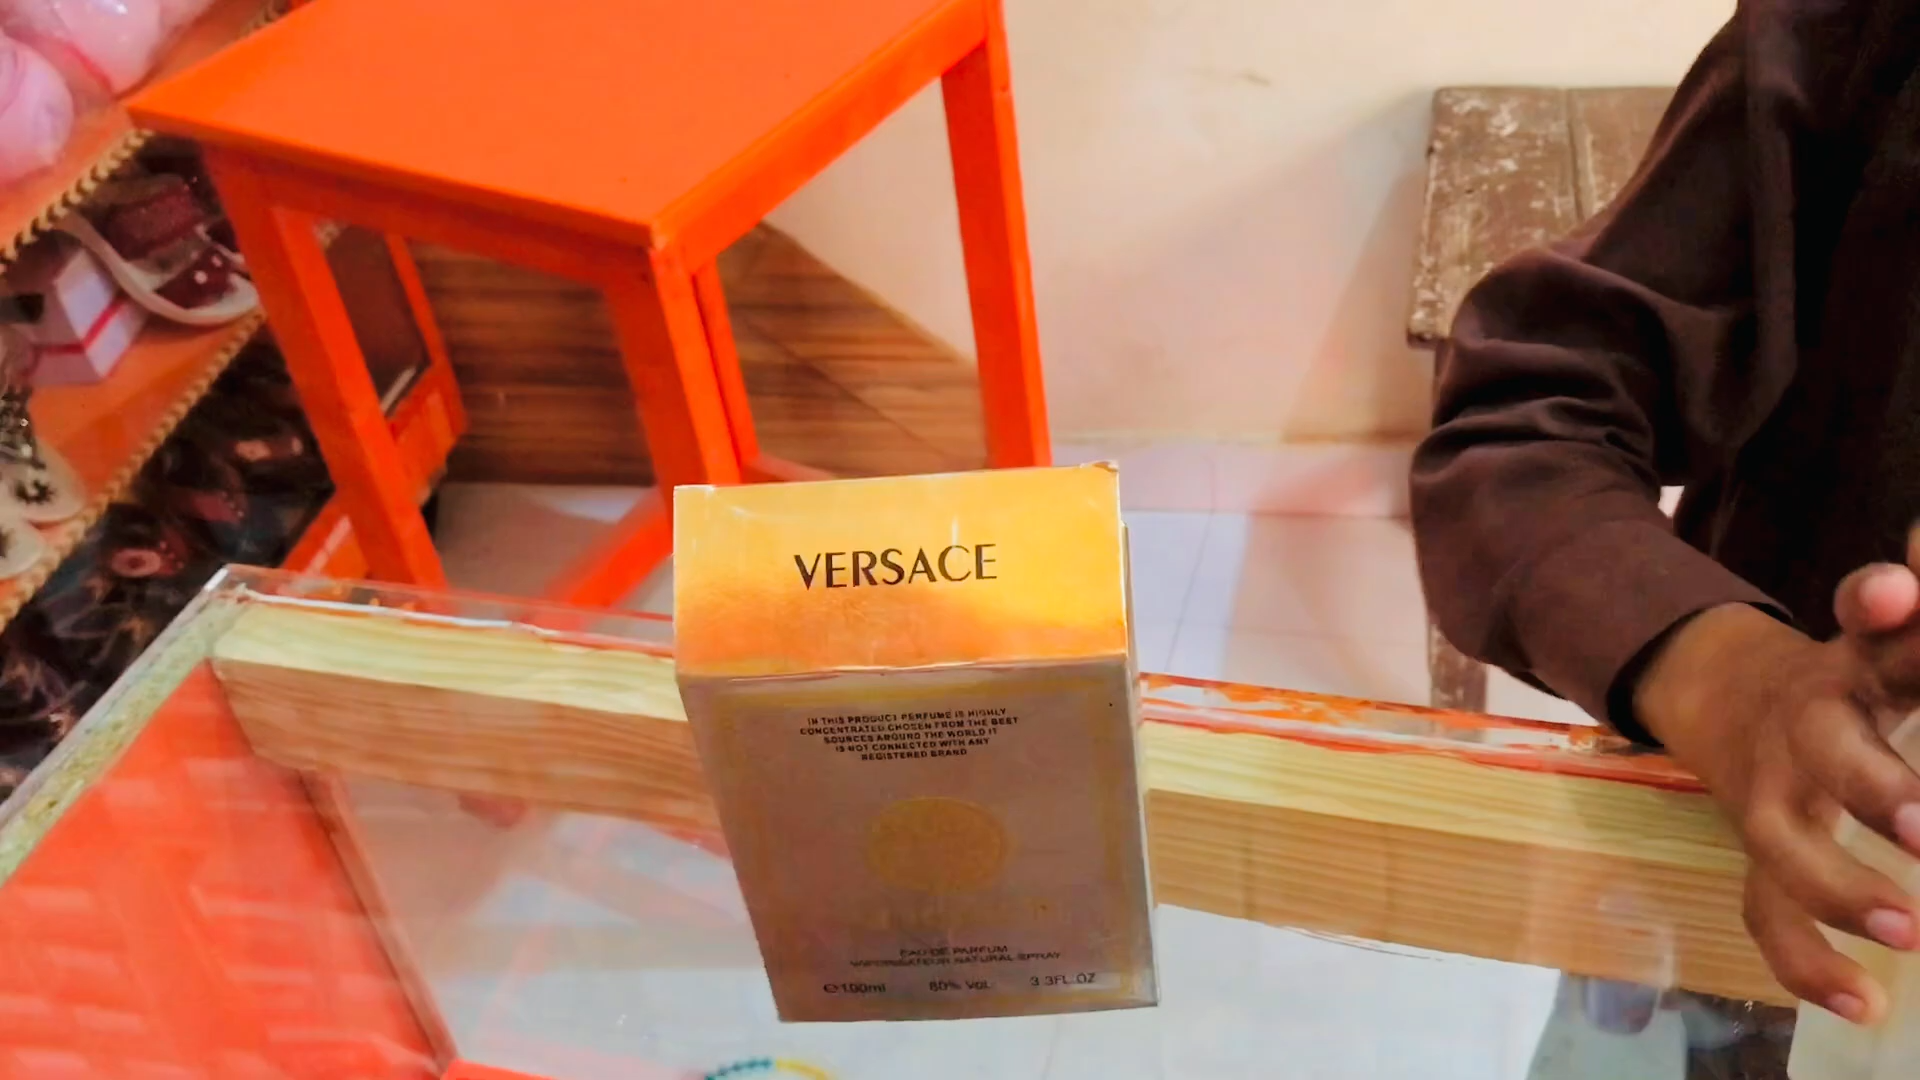 VERSACE
IN THIS PRODUCT PERFUME IS HIGHLY
CONCENTRATED CHOSEN FROM THE BEST
SOURCES AROUND THE WORLD IT
IS NOT CONNECTED WITH ANY
REGISTERED BRAND
EAU DE PARFUM
VAPORISATEUR NATURAL SPRAY
e100ml 80% Vol. 3.3FL.OZ